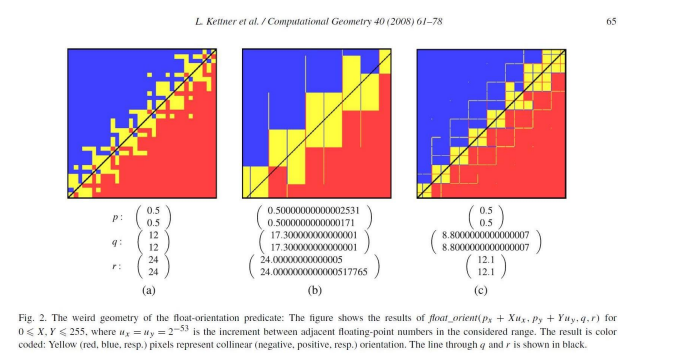 L. Kettner et al. / Computational Geometry 40 (2008) 61–78
65
p : ( 0.5 0.5 ) ( 0.50000000000002531 0.5000000000000171 ) ( 0.5 0.5 )
q : ( 12 12 ) ( 17.300000000000001 17.300000000000001 ) ( 8.8000000000000007 8.8000000000000007 )
r : ( 24 24 ) ( 24.00000000000005 24.0000000000000517765 ) ( 12.1 12.1 )
(a) (b) (c)
Fig. 2. The weird geometry of the float-orientation predicate: The figure shows the results of float_orient(pₓ + Xuₓ, p_y + Yu_y, q, r) for
0 ⩽ X, Y ⩽ 255, where uₓ = u_y = 2⁻⁵³ is the increment between adjacent floating-point numbers in the considered range. The result is color
coded: Yellow (red, blue, resp.) pixels represent collinear (negative, positive, resp.) orientation. The line through q and r is shown in black.